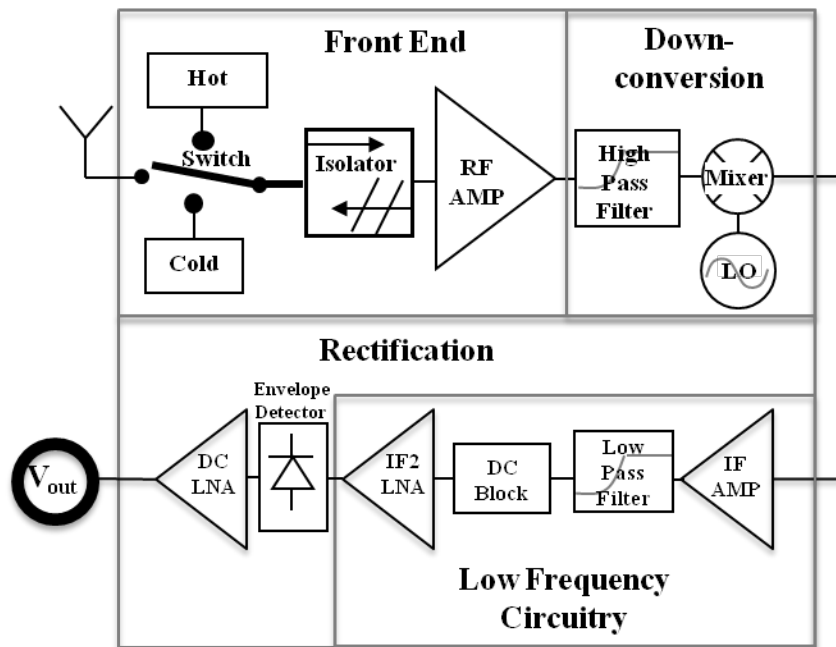 Front End
Down-
conversion
Hot
Switch
Cold
Isolator
RF
AMP
High
Pass
Filter
Mixer
LO
Rectification
Envelope
Detector
Vout
DC
LNA
IF2
LNA
DC
Block
Low
Pass
Filter
IF
AMP
Low Frequency
Circuitry